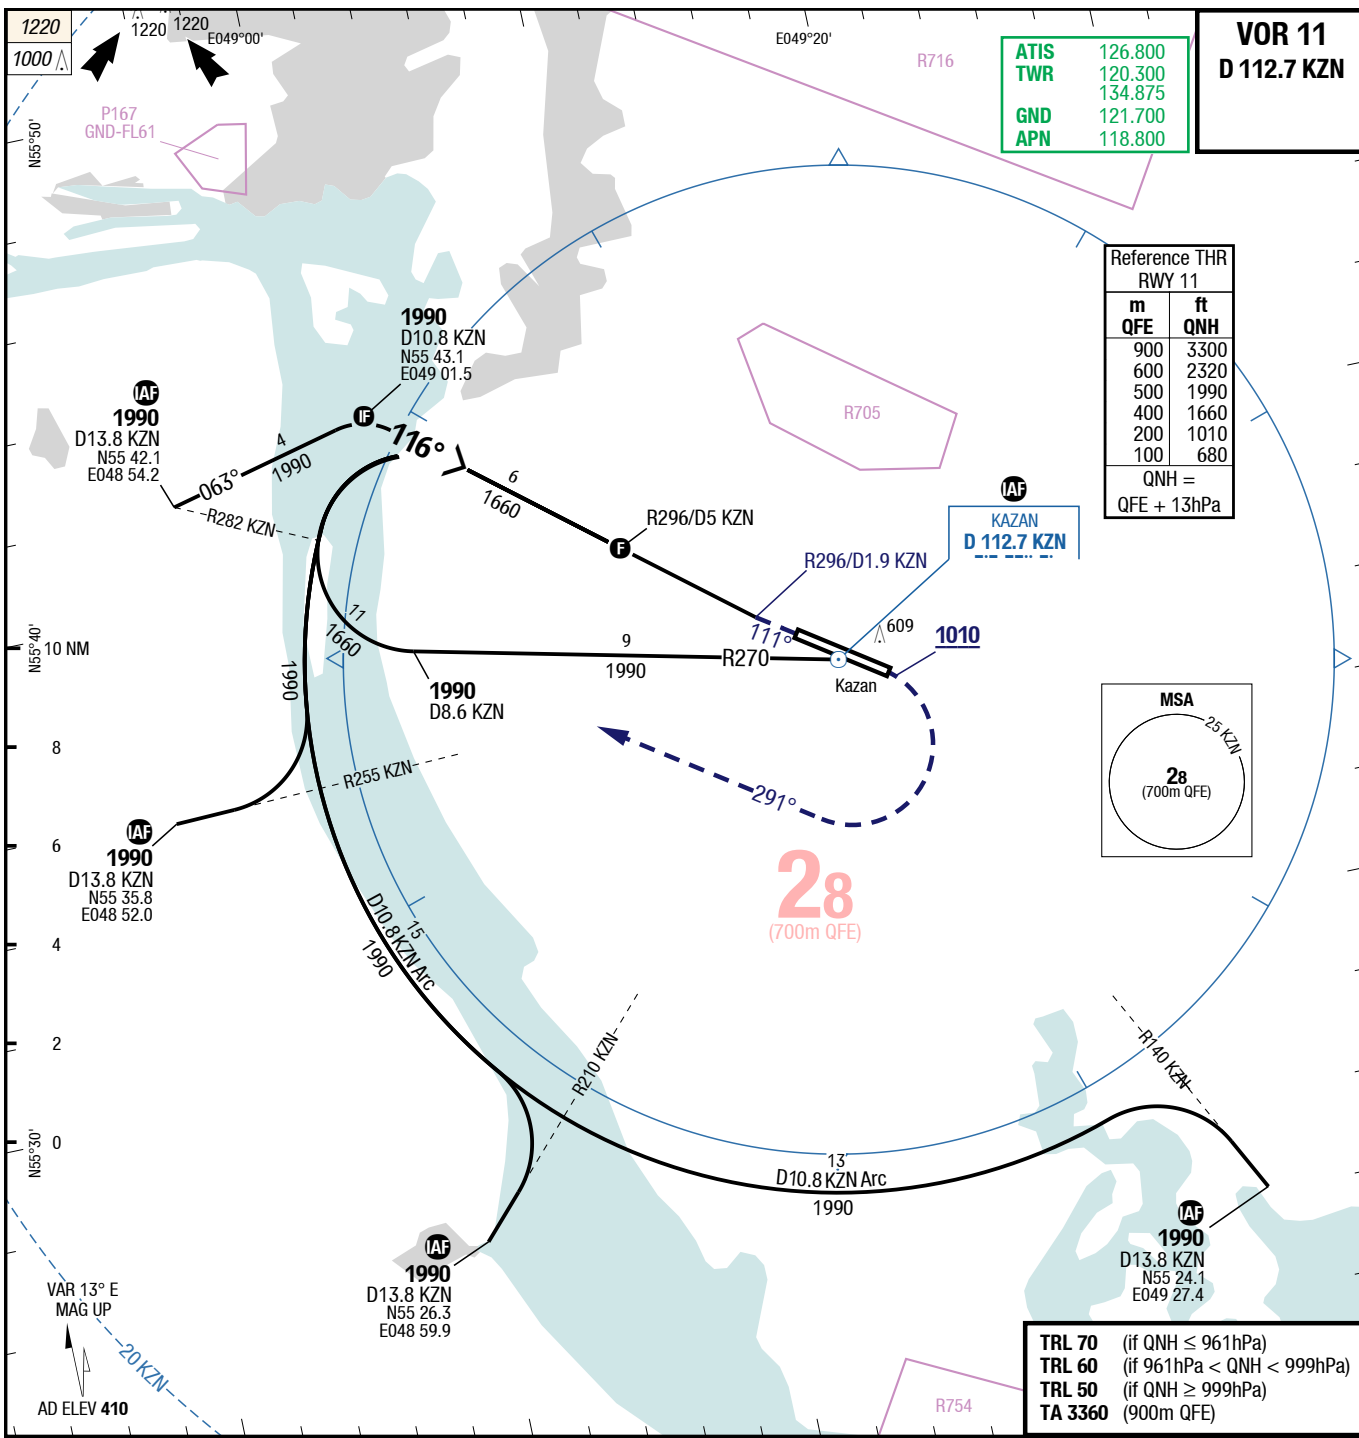 1220
1000
1220
1220
E049°00'
E049°20'
VOR 11
D 112.7 KZN
ATIS 126.800
TWR 120.300
134.875
GND 121.700
APN 118.800
R716
P167
GND-FL61
N55°50'
Reference THR
RWY 11
m ft
QFE QNH
900 3300
600 2320
500 1990
400 1660
200 1010
100 680
QNH =
QFE + 13hPa
1990
D10.8 KZN
N55 43.1
E049 01.5
IF
IAF
1990
D13.8 KZN
N55 42.1
E048 54.2
063°
4
1990
116°
6
1660
R705
R282 KZN
F
R296/D5 KZN
IAF
KAZAN
D 112.7 KZN
R296/D1.9 KZN
111°
609
1010
Kazan
11
1660
9
R270
1990
1990
D8.6 KZN
N55°40'
10 NM
8
6
4
2
0
1990
R255 KZN
291°
MSA
25 KZN
28
(700m QFE)
IAF
1990
D13.8 KZN
N55 35.8
E048 52.0
28
(700m QFE)
15
D10.8 KZN Arc
1990
R210 KZN
R140 KZN
N55°30'
13
D10.8 KZN Arc
1990
IAF
1990
D13.8 KZN
N55 26.3
E048 59.9
IAF
1990
D13.8 KZN
N55 24.1
E049 27.4
VAR 13° E
MAG UP
20 KZN
AD ELEV 410
R754
TRL 70 (if QNH ≤ 961hPa)
TRL 60 (if 961hPa < QNH < 999hPa)
TRL 50 (if QNH ≥ 999hPa)
TA 3360 (900m QFE)